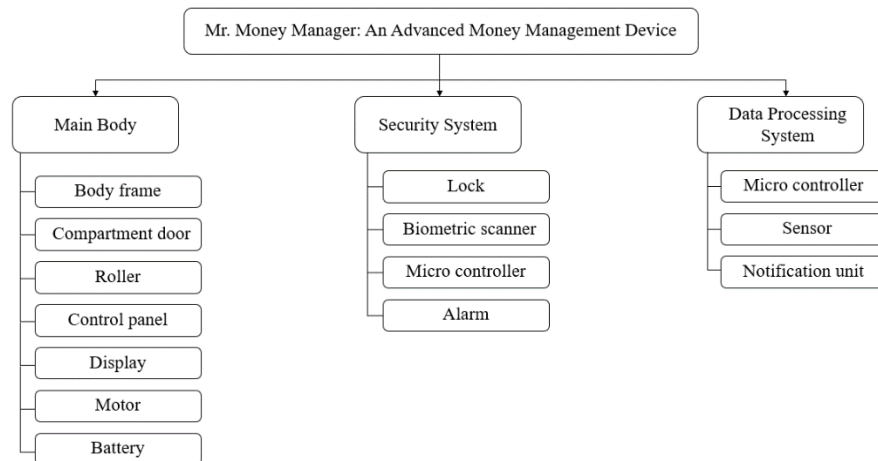 Mr. Money Manager: An Advanced Money Management Device
Main Body
Body frame
Compartment door
Roller
Control panel
Display
Motor
Battery
Security System
Lock
Biometric scanner
Micro controller
Alarm
Data Processing
System
Micro controller
Sensor
Notification unit